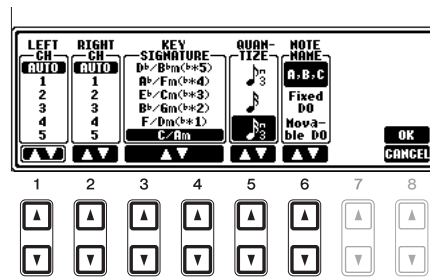 LEFT CH
RIGHT CH
KEY SIGNATURE
QUAN-TIZE
NOTE NAME
AUTO
AUTO
D♭/B♭m(♭*5)
A,B,C
1
1
A♭/Fm(♭*4)
3
2
2
E♭/Cm(♭*3)
Fixed DO
3
3
B♭/Gm(♭*2)
4
4
F/Dm(♭*1)
Mova-ble DO
5
5
C/Am
3
OK
CANCEL
1 2 3 4 5 6 7 8